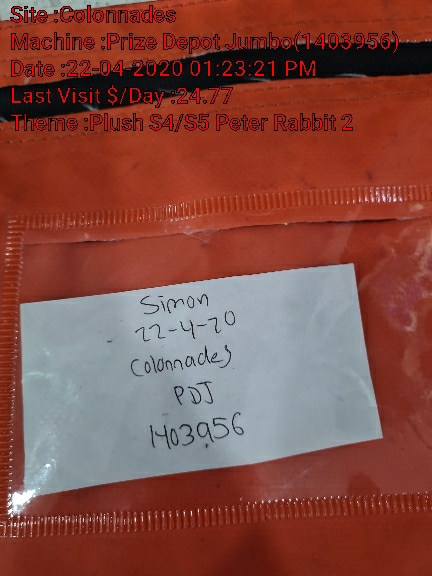 Site :Colonnades
Machine :Prize Depot Jumbo(1403956)
Date :22-04-2020 01:23:21 PM
Last Visit $/Day :24.77
Theme :Plush S4/S5 Peter Rabbit 2
Simon
22-4-20
Colonnades
PDJ
1403956